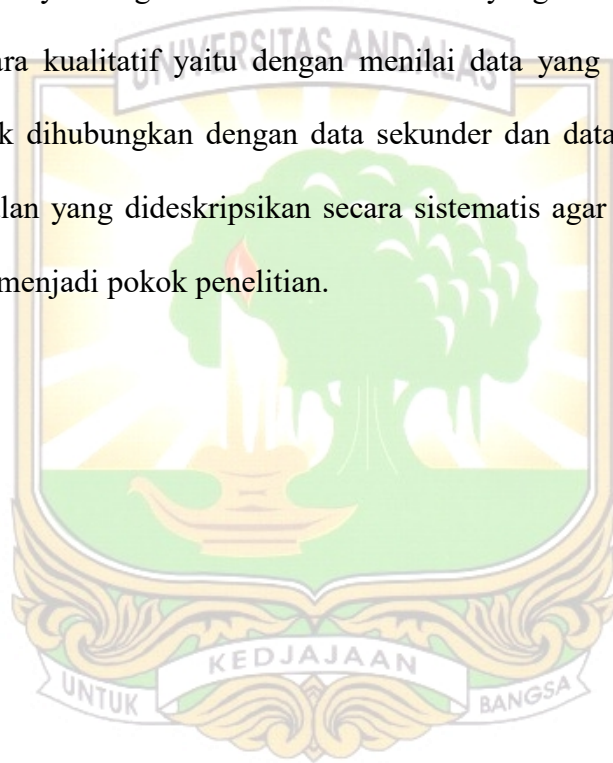 UNIVERSITAS ANDALAS
ara kualitatif yaitu dengan menilai data yang
k dihubungkan dengan data sekunder dan data
lan yang dideskripsikan secara sistematis agar
menjadi pokok penelitian.
UNTUK KEDJAJAAN BANGSA